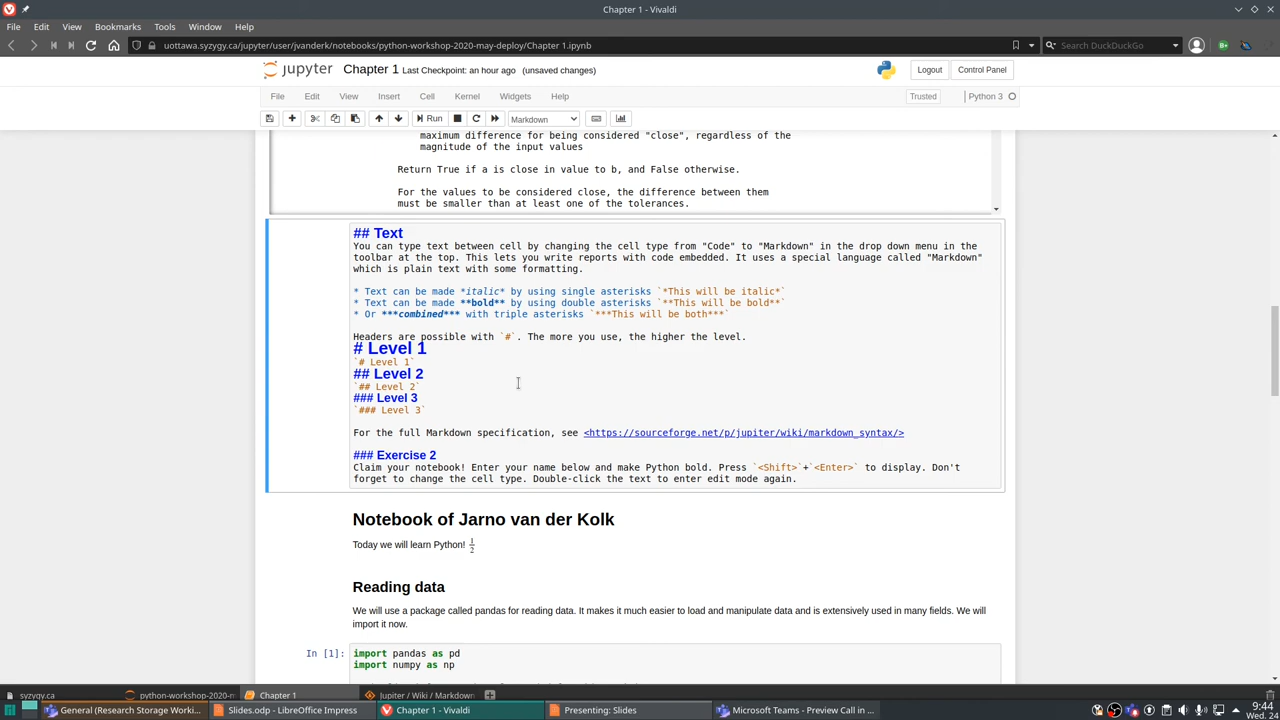 Chapter 1 - Vivaldi
File Edit View Bookmarks Tools Window Help
uottawa.syzygy.ca/jupyter/user/jvanderk/notebooks/python-workshop-2020-may-deploy/Chapter 1.ipynb
Search DuckDuckGo
jupyter Chapter 1 Last Checkpoint: an hour ago (unsaved changes)
Logout Control Panel
File Edit View Insert Cell Kernel Widgets Help
Trusted Python 3
Run Markdown
maximum difference for being considered "close", regardless of the
magnitude of the input values
Return True if a is close in value to b, and False otherwise.
For the values to be considered close, the difference between them
must be smaller than at least one of the tolerances.
## Text
You can type text between cell by changing the cell type from "Code" to "Markdown" in the drop down menu in the
toolbar at the top. This lets you write reports with code embedded. It uses a special language called "Markdown"
which is plain text with some formatting.
* Text can be made *italic* by using single asterisks `*This will be italic*`
* Text can be made **bold** by using double asterisks `**This will be bold**`
* Or ***combined*** with triple asterisks `***This will be both***`
Headers are possible with `#`. The more you use, the higher the level.
# Level 1
`# Level 1`
## Level 2
`## Level 2`
### Level 3
`### Level 3`
For the full Markdown specification, see <https://sourceforge.net/p/jupiter/wiki/markdown_syntax/>
### Exercise 2
Claim your notebook! Enter your name below and make Python bold. Press `<Shift>`+`<Enter>` to display. Don't
forget to change the cell type. Double-click the text to enter edit mode again.
Notebook of Jarno van der Kolk
Today we will learn Python! 1/2
Reading data
We will use a package called pandas for reading data. It makes it much easier to load and manipulate data and is extensively used in many fields. We will
import it now.
In [1]: import pandas as pd
import numpy as np
syzygy.ca python-workshop-2020-m Chapter 1 Jupiter / Wiki / Markdown
General (Research Storage Worki... Slides.odp - LibreOffice Impress Chapter 1 - Vivaldi Presenting: Slides Microsoft Teams - Preview Call in ... 9:44
Wed. 24